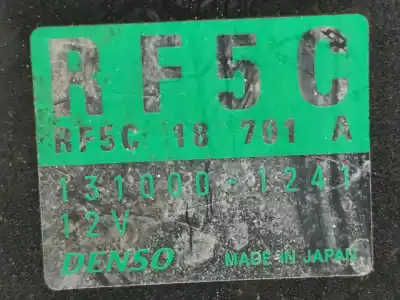 RF5C
RF5C 18 701 A
131000-1241
12V
DENSO MADE IN JAPAN